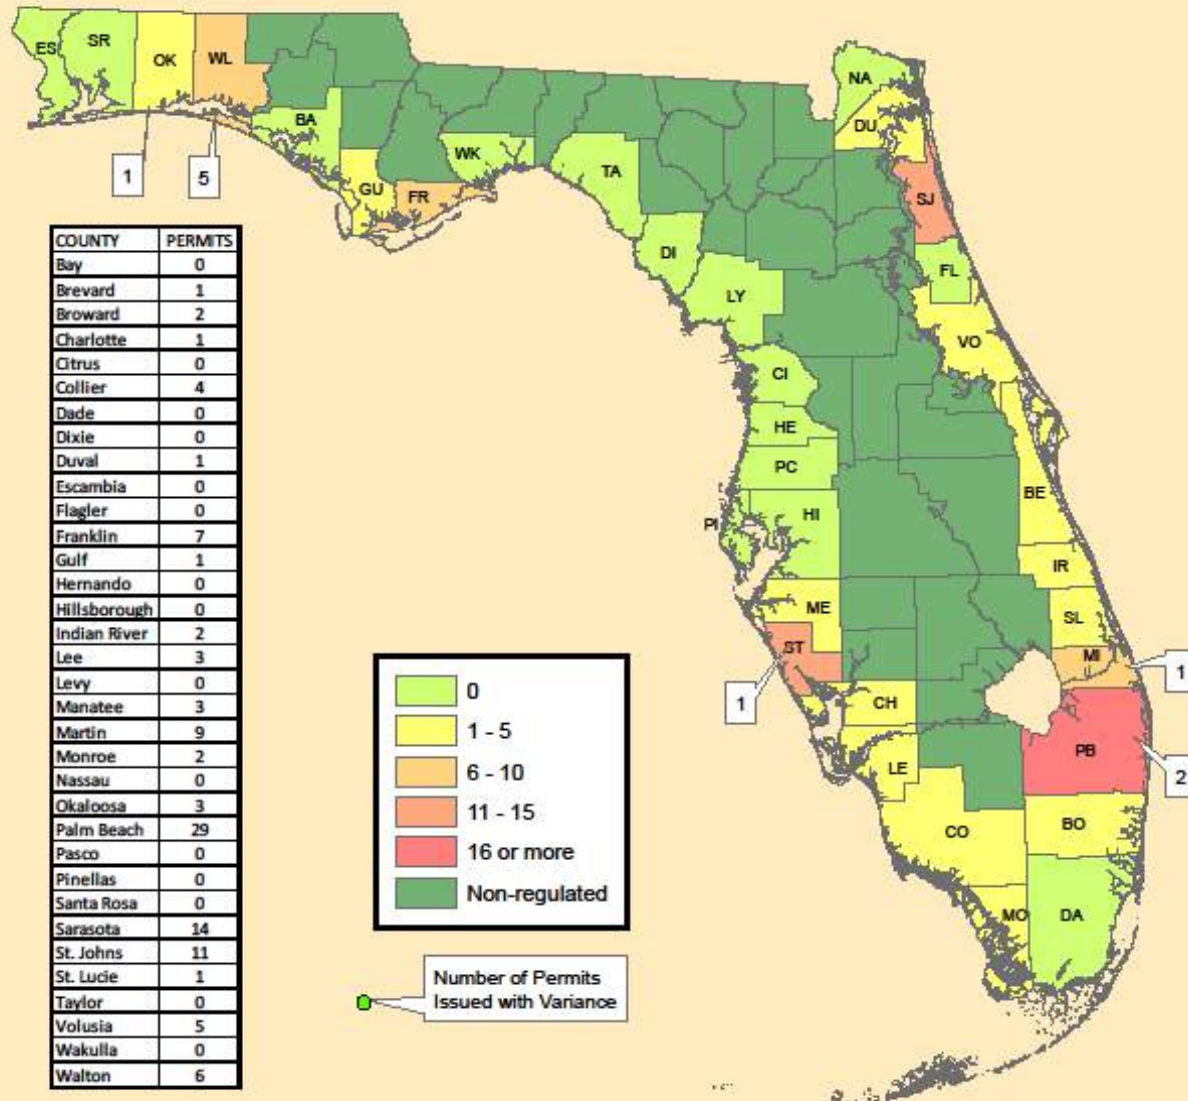 ES
SR
OK
WL
BA
GU
FR
WK
TA
DI
LY
CI
HE
PC
PI
HI
ME
ST
CH
LE
CO
MO
DA
BO
PB
MI
SL
IR
BE
VO
FL
SJ
DU
NA
1
5
1
1
2
COUNTY PERMITS
Bay 0
Brevard 1
Broward 2
Charlotte 1
Citrus 0
Collier 4
Dade 0
Dixie 0
Duval 1
Escambia 0
Flagler 0
Franklin 7
Gulf 1
Hernando 0
Hillsborough 0
Indian River 2
Lee 3
Levy 0
Manatee 3
Martin 9
Monroe 2
Nassau 0
Okaloosa 3
Palm Beach 29
Pasco 0
Pinellas 0
Santa Rosa 0
Sarasota 14
St. Johns 11
St. Lucie 1
Taylor 0
Volusia 5
Wakulla 0
Walton 6
0
1 - 5
6 - 10
11 - 15
16 or more
Non-regulated
Number of Permits
Issued with Variance